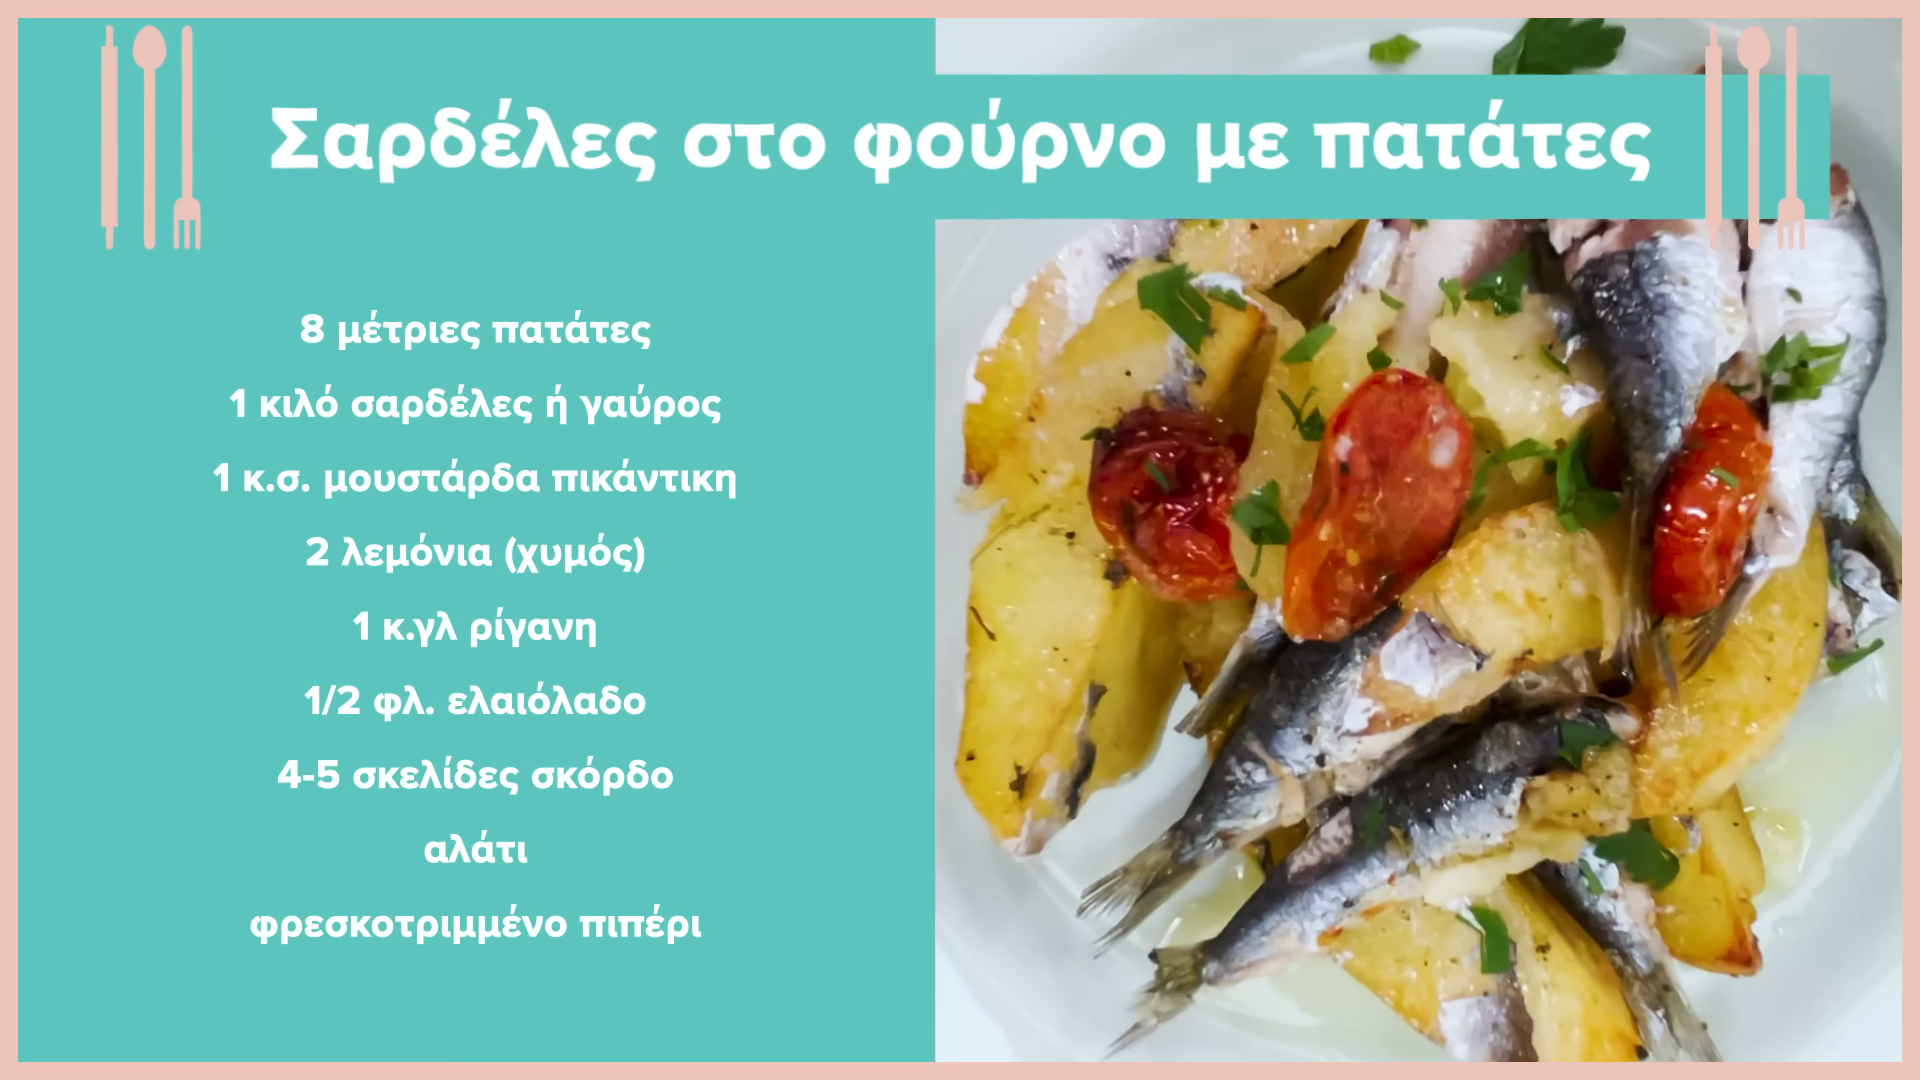 Σαρδέλες στο φούρνο με πατάτες
8 μέτριες πατάτες
1 κιλό σαρδέλες ή γαύρος
1 κ.σ. μουστάρδα πικάντικη
2 λεμόνια (χυμός)
1 κ.γλ ρίγανη
1/2 φλ. ελαιόλαδο
4-5 σκελίδες σκόρδο
αλάτι
φρεσκοτριμμένο πιπέρι